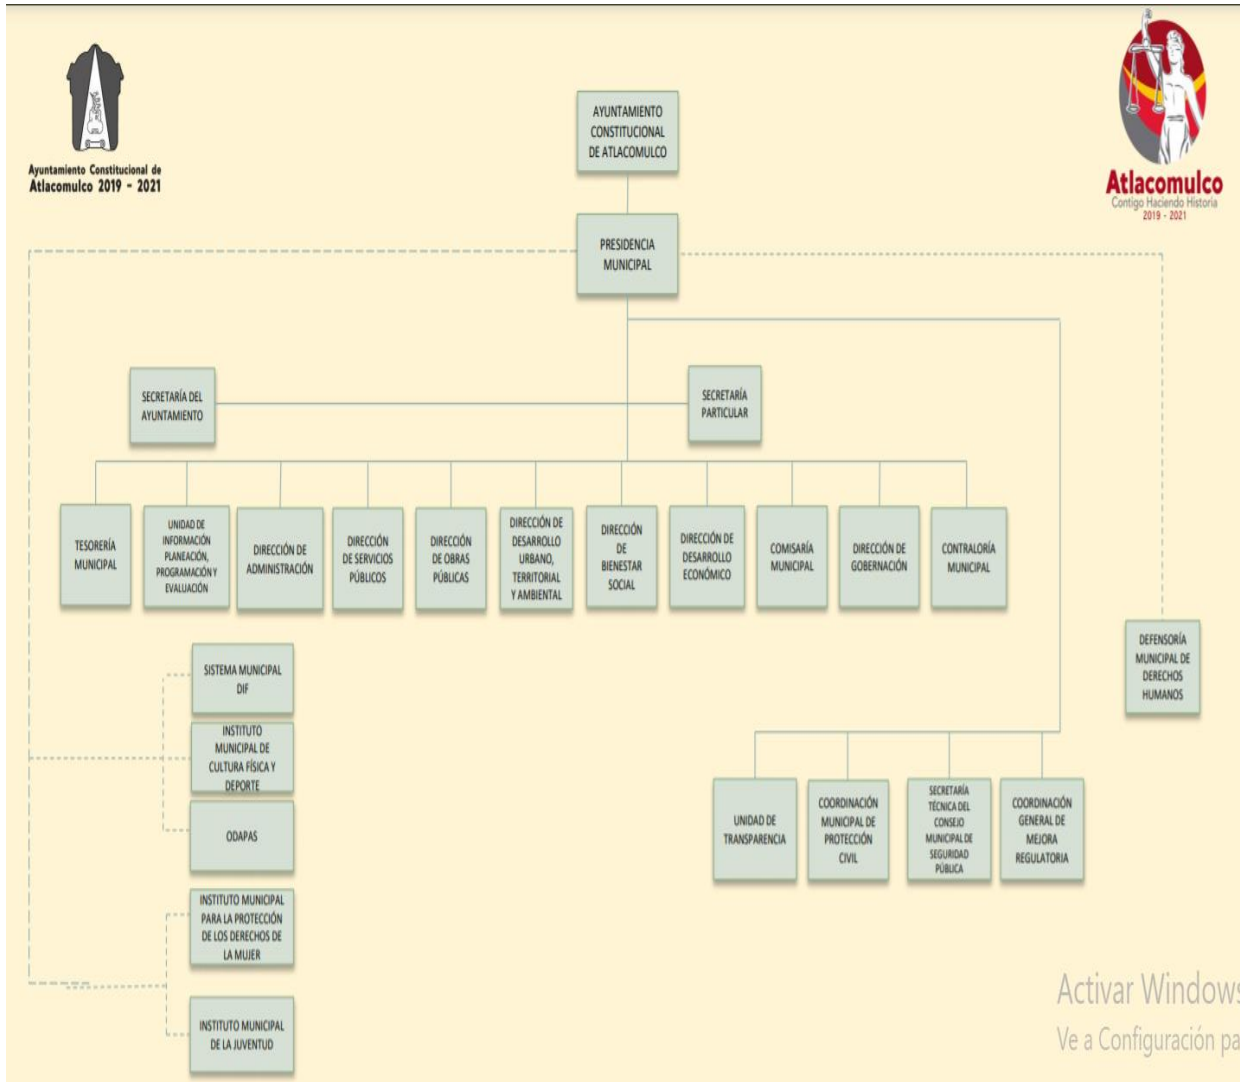 Ayuntamiento Constitucional de
Atlacomulco 2019 - 2021
Atlacomulco
Contigo Haciendo Historia
2019 - 2021
AYUNTAMIENTO
CONSTITUCIONAL
DE ATLACOMULCO
PRESIDENCIA
MUNICIPAL
SECRETARÍA DEL
AYUNTAMIENTO
SECRETARÍA
PARTICULAR
TESORERÍA
MUNICIPAL
UNIDAD DE
INFORMACIÓN
PLANEACIÓN,
PROGRAMACIÓN Y
EVALUACIÓN
DIRECCIÓN DE
ADMINISTRACIÓN
DIRECCIÓN
DE SERVICIOS
PÚBLICOS
DIRECCIÓN
DE OBRAS
PÚBLICAS
DIRECCIÓN DE
DESARROLLO
URBANO,
TERRITORIAL
Y AMBIENTAL
DIRECCIÓN
DE
BIENESTAR
SOCIAL
DIRECCIÓN DE
DESARROLLO
ECONÓMICO
COMISARÍA
MUNICIPAL
DIRECCIÓN DE
GOBERNACIÓN
CONTRALORÍA
MUNICIPAL
DEFENSORÍA
MUNICIPAL DE
DERECHOS
HUMANOS
SISTEMA MUNICIPAL
DIF
INSTITUTO
MUNICIPAL DE
CULTURA FÍSICA Y
DEPORTE
ODAPAS
UNIDAD DE
TRANSPARENCIA
COORDINACIÓN
MUNICIPAL DE
PROTECCIÓN
CIVIL
SECRETARÍA
TÉCNICA DEL
CONSEJO
MUNICIPAL DE
SEGURIDAD
PÚBLICA
COORDINACIÓN
GENERAL DE
MEJORA
REGULATORIA
INSTITUTO MUNICIPAL
PARA LA PROTECCIÓN
DE LOS DERECHOS DE
LA MUJER
INSTITUTO MUNICIPAL
DE LA JUVENTUD
Activar Windows
Ve a Configuración pa